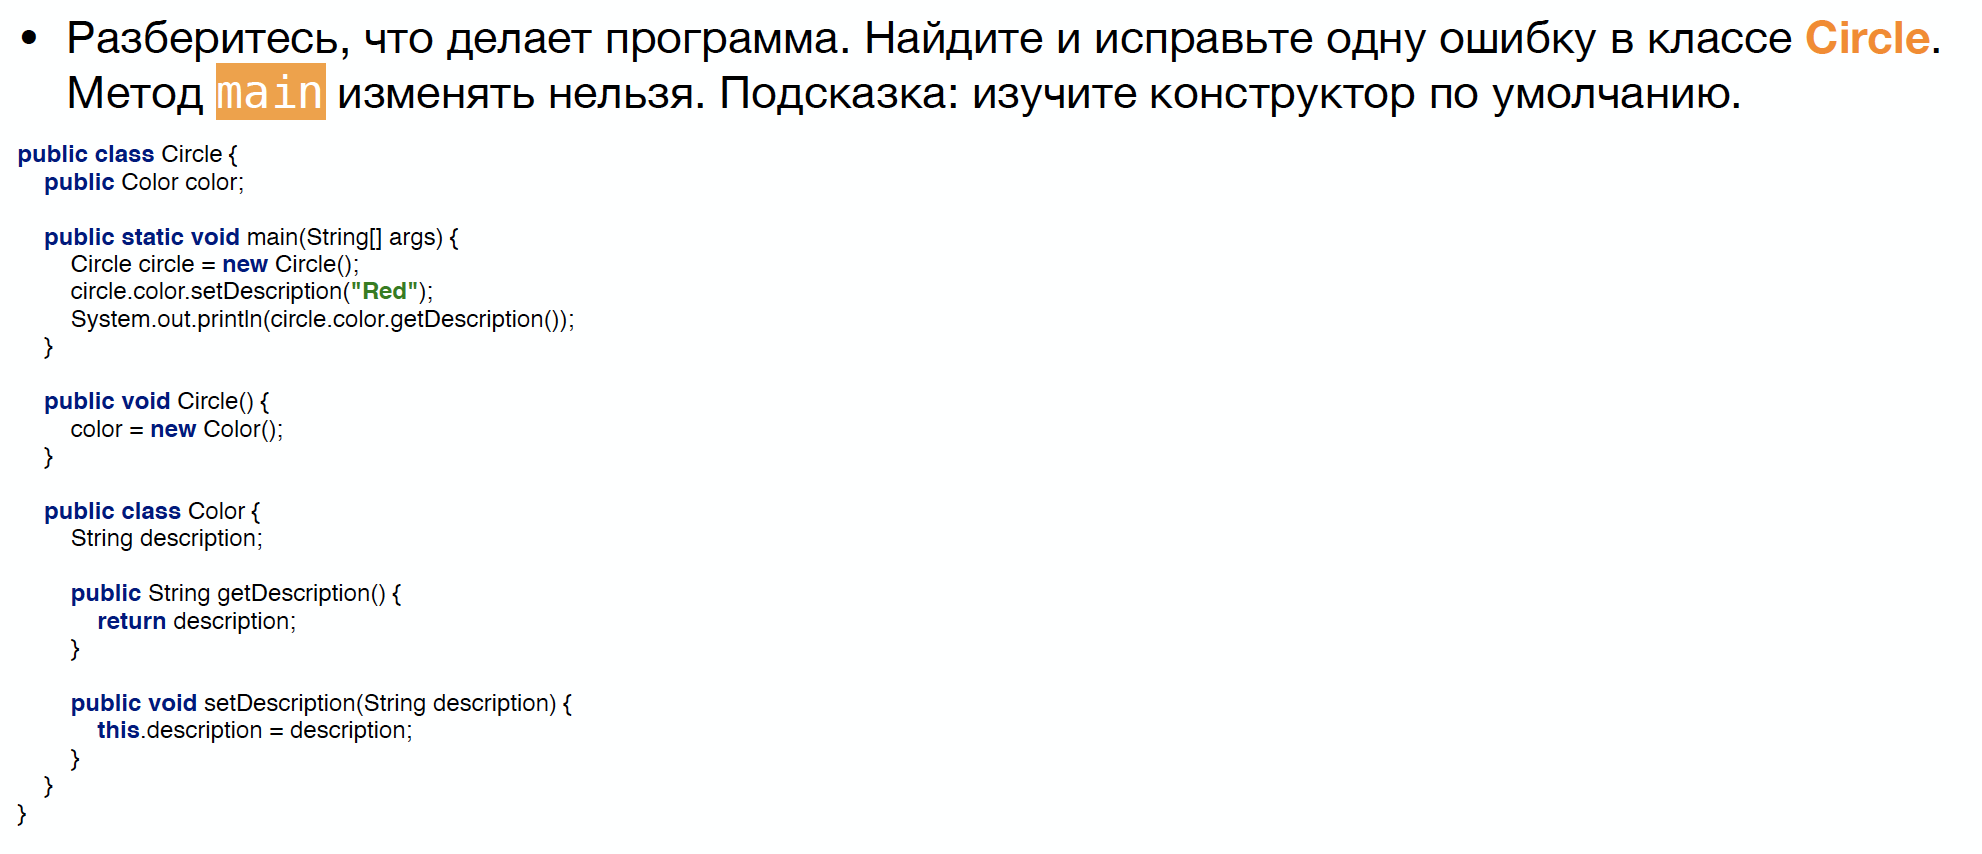 • Разберитесь, что делает программа. Найдите и исправьте одну ошибку в классе Circle.
Метод main изменять нельзя. Подсказка: изучите конструктор по умолчанию.
public class Circle {
public Color color;
public static void main(String[] args) {
Circle circle = new Circle();
circle.color.setDescription("Red");
System.out.println(circle.color.getDescription());
}
public void Circle() {
color = new Color();
}
public class Color {
String description;
public String getDescription() {
return description;
}
public void setDescription(String description) {
this.description = description;
}
}
}